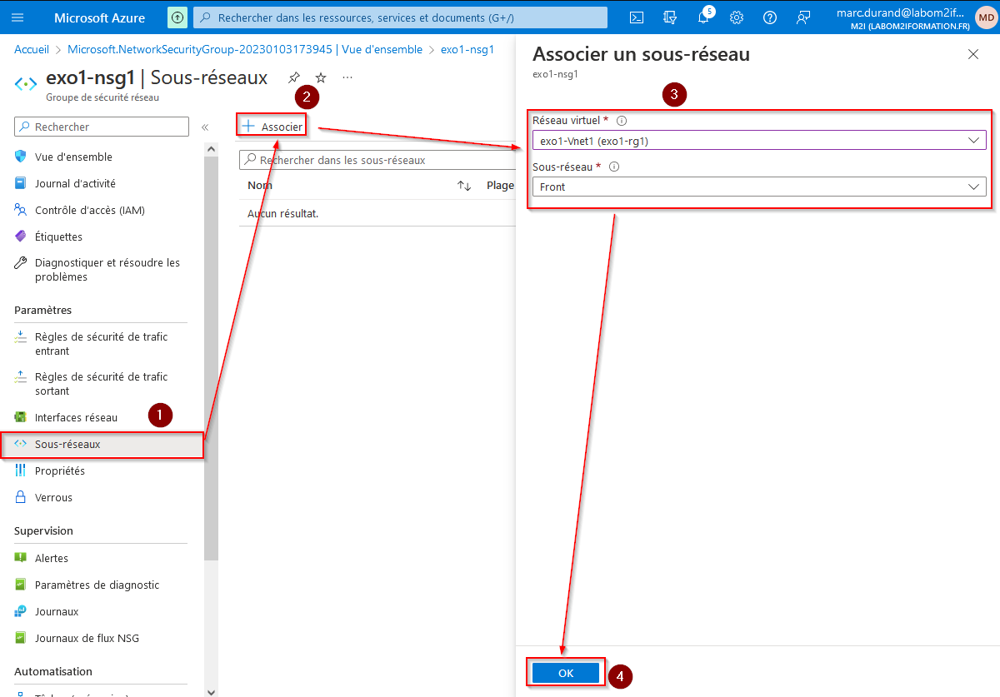 Microsoft Azure
Rechercher dans les ressources, services et documents (G+/)
5
marc.durand@labom2if...
M2I (LABOM2IFORMATION.FR)
MD
Accueil > Microsoft.NetworkSecurityGroup-20230103173945 | Vue d'ensemble > exo1-nsg1
exo1-nsg1 | Sous-réseaux
Groupe de sécurité réseau
2
Rechercher
«
Vue d'ensemble
Journal d'activité
Contrôle d'accès (IAM)
Étiquettes
Diagnostiquer et résoudre les
problèmes
Paramètres
Règles de sécurité de trafic
entrant
Règles de sécurité de trafic
sortant
Interfaces réseau
1
Sous-réseaux
Propriétés
Verrous
Supervision
Alertes
Paramètres de diagnostic
Journaux
Journaux de flux NSG
Automatisation
+ Associer
Rechercher dans les sous-réseaux
Nom ↑↓ Plage
Aucun résultat.
Associer un sous-réseau
exo1-nsg1
3
Réseau virtuel *
exo1-Vnet1 (exo1-rg1)
Sous-réseau *
Front
OK
4